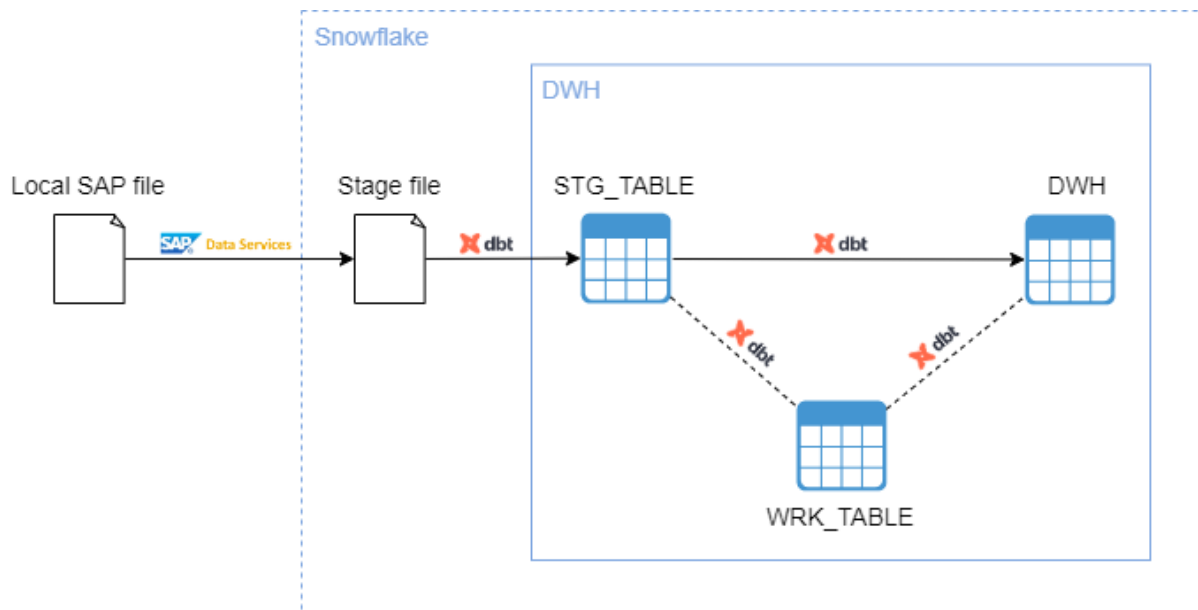 Snowflake
DWH
Local SAP file
Stage file
STG_TABLE
DWH
SAP Data Services
dbt
dbt
dbt
dbt
WRK_TABLE